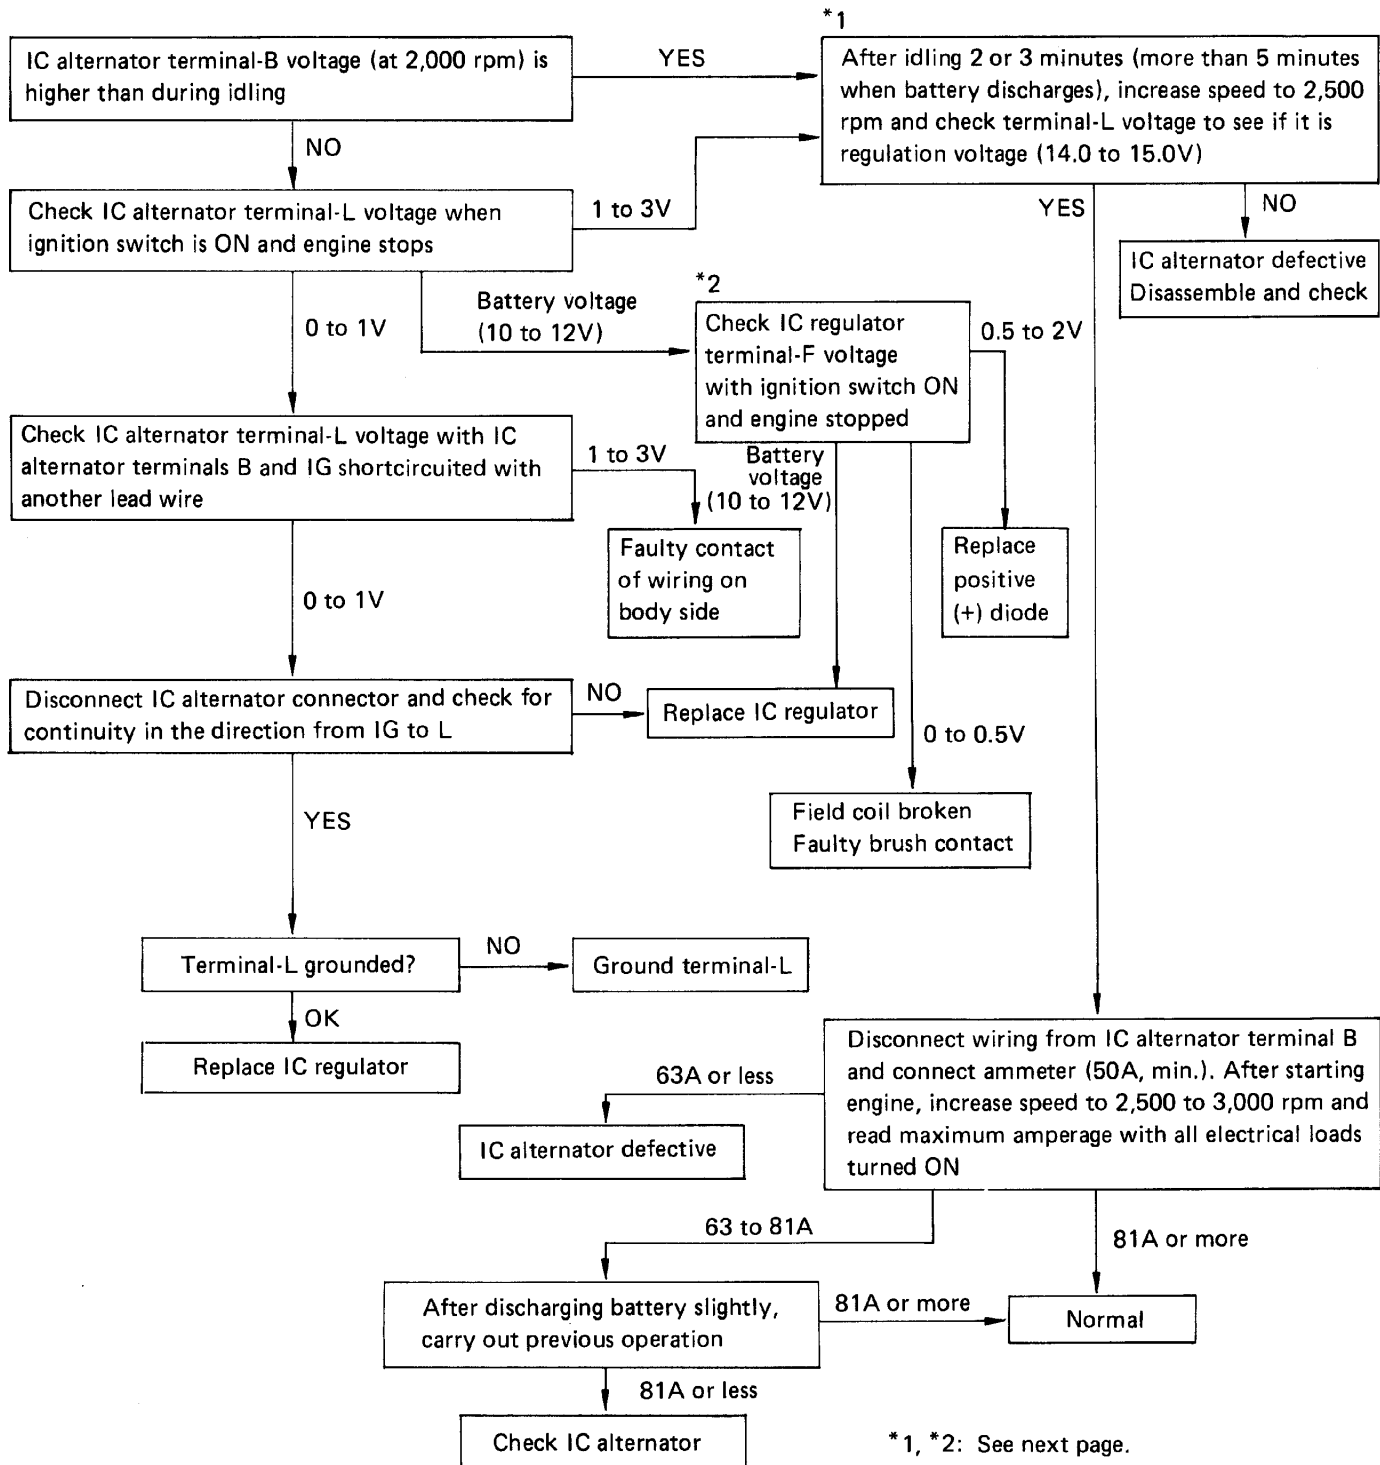 *1
IC alternator terminal-B voltage (at 2,000 rpm) is
higher than during idling
YES
After idling 2 or 3 minutes (more than 5 minutes
when battery discharges), increase speed to 2,500
rpm and check terminal-L voltage to see if it is
regulation voltage (14.0 to 15.0V)
NO
Check IC alternator terminal-L voltage when
ignition switch is ON and engine stops
1 to 3V
YES
NO
IC alternator defective
Disassemble and check
0 to 1V
Battery voltage
(10 to 12V)
*2
Check IC regulator
terminal-F voltage
with ignition switch ON
and engine stopped
0.5 to 2V
Check IC alternator terminal-L voltage with IC
alternator terminals B and IG shortcircuited with
another lead wire
1 to 3V
Battery
voltage
(10 to 12V)
Faulty contact
of wiring on
body side
Replace
positive
(+) diode
0 to 1V
Disconnect IC alternator connector and check for
continuity in the direction from IG to L
NO
Replace IC regulator
0 to 0.5V
Field coil broken
Faulty brush contact
YES
Terminal-L grounded?
NO
Ground terminal-L
OK
Replace IC regulator
Disconnect wiring from IC alternator terminal B
and connect ammeter (50A, min.). After starting
engine, increase speed to 2,500 to 3,000 rpm and
read maximum amperage with all electrical loads
turned ON
63A or less
IC alternator defective
63 to 81A
81A or more
After discharging battery slightly,
carry out previous operation
81A or more
Normal
81A or less
Check IC alternator
*1, *2: See next page.